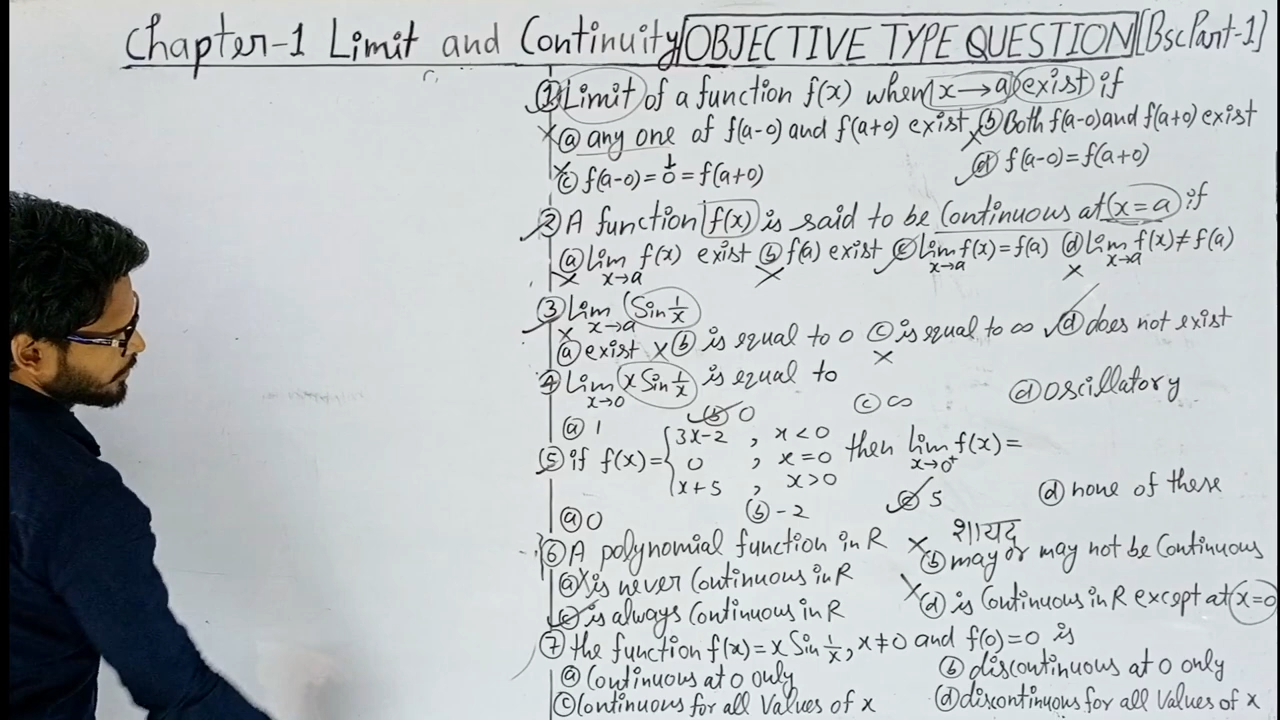 Chapter-1 Limit and Continuity OBJECTIVE TYPE QUESTION [Bsc Part-1]
① Limit of a function f(x) when x→a exist if
ⓐ any one of f(a-0) and f(a+0) exist ⓑ Both f(a-0) and f(a+0) exist
ⓒ f(a-0) = 1/0 = f(a+0) ⓓ f(a-0) = f(a+0)
② A function f(x) is said to be Continuous at x=a if
ⓐ Lim x→a f(x) exist ⓑ f(a) exist ⓒ Lim x→a f(x) = f(a) ⓓ Lim x→a f(x) ≠ f(a)
③ Lim x→a Sin 1/x
ⓐ exist ⓑ is equal to 0 ⓒ is equal to ∞ ⓓ does not exist
④ Lim x→0 x Sin 1/x is equal to
ⓐ 1 ⓑ 0 ⓒ ∞ ⓓ oscillatory
⑤ if f(x) = { 3x-2 , x<0
0 , x=0 then lim x→0⁺ f(x) =
x+5 , x>0
ⓐ 0 ⓑ -2 ⓒ 5 ⓓ none of these
⑥ A polynomial function in R शायद
ⓐ is never Continuous in R ⓑ may or may not be Continuous
ⓒ is always Continuous in R ⓓ is Continuous in R except at x=0
⑦ the function f(x) = x Sin 1/x, x≠0 and f(0)=0 is
ⓐ Continuous at 0 only ⓑ discontinuous at 0 only
ⓒ Continuous for all Values of x ⓓ discontinuous for all Values of x